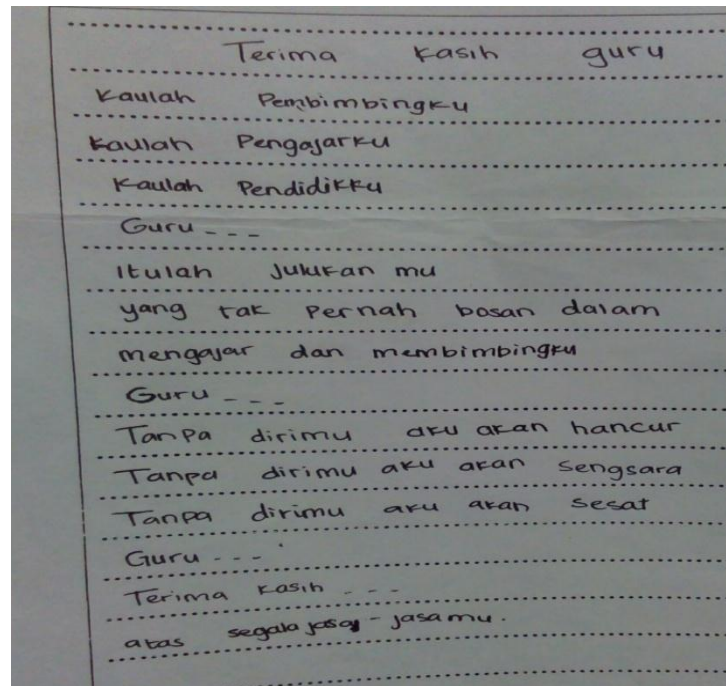 Terima kasih guru
Kaulah Pembimbingku
Kaulah Pengajarku
Kaulah Pendidikku
Guru ---
Itulah julukan mu
yang tak pernah bosan dalam
mengajar dan membimbingku
Guru ---
Tanpa dirimu aku akan hancur
Tanpa dirimu aku akan sengsara
Tanpa dirimu aku akan sesat
Guru ---
Terima kasih ---
atas segala jasa - jasamu.